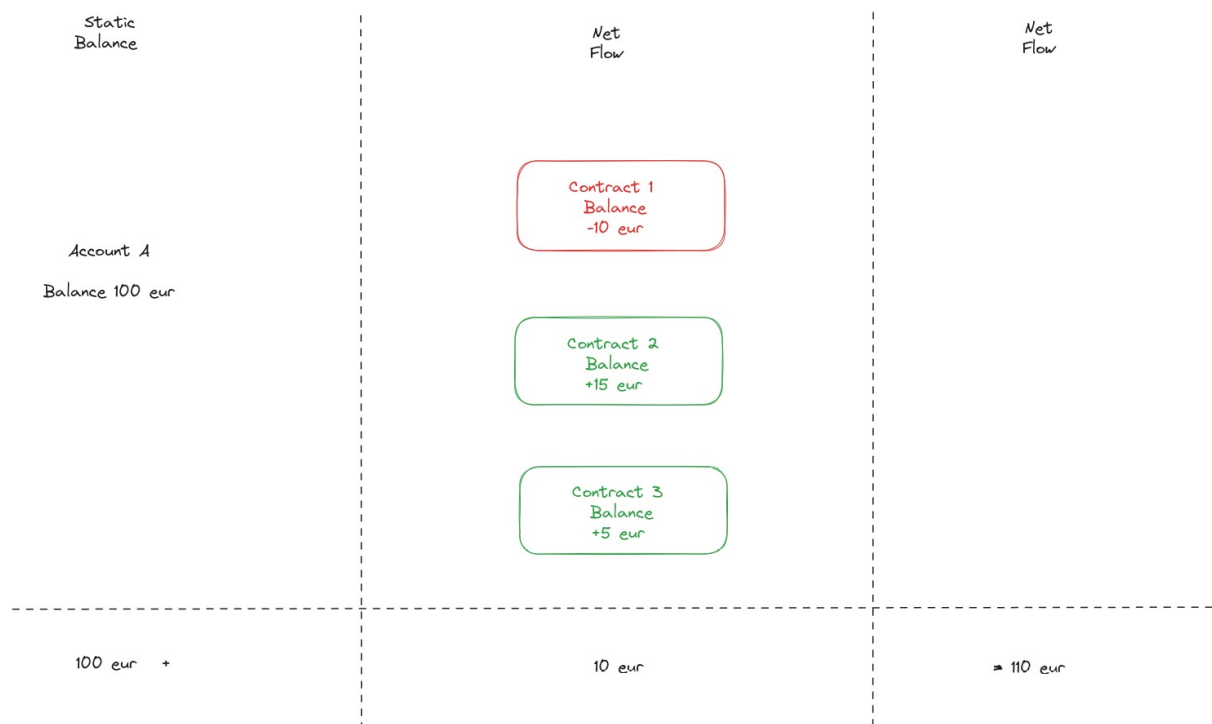 Static
Balance
Net
Flow
Net
Flow
Account A
Balance 100 eur
Contract 1
Balance
-10 eur
Contract 2
Balance
+15 eur
Contract 3
Balance
+5 eur
100 eur +
10 eur
= 110 eur